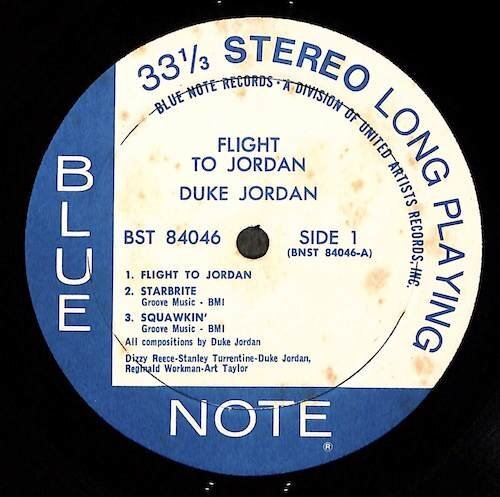 33⅓ STEREO LONG PLAYING
BLUE NOTE RECORDS • A DIVISION OF UNITED ARTISTS RECORDS INC.
FLIGHT
TO JORDAN
DUKE JORDAN
BST 84046
SIDE 1
(BNST 84046-A)
1. FLIGHT TO JORDAN
2. STARBRITE
Groove Music - BMI
3. SQUAWKIN'
Groove Music - BMI
All compositions by Duke Jordan
Dizzy Reece-Stanley Turrentine-Duke Jordan,
Reginald Workman-Art Taylor
BLUE
NOTE
®